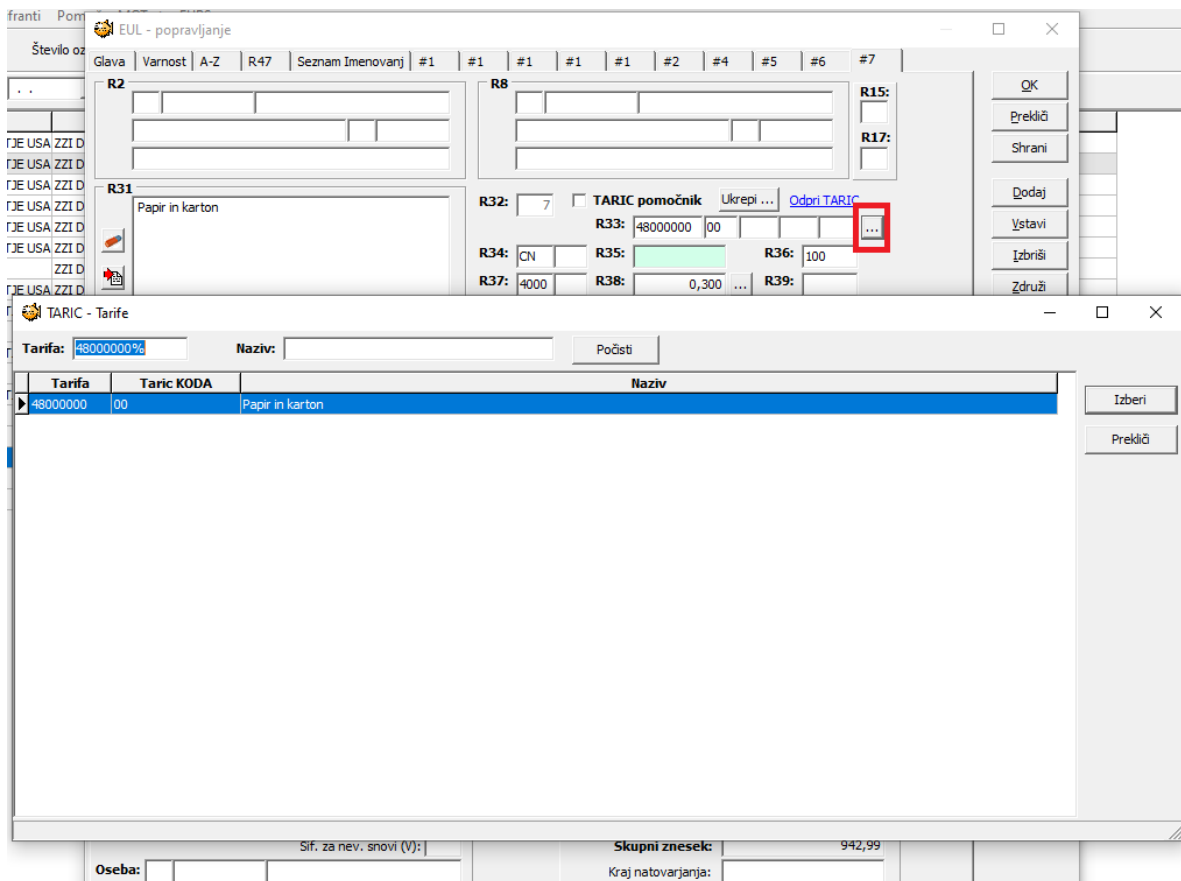 EUL - popravljanje
Število oz
Glava Varnost A-Z R47 Seznam Imenovanj #1 #1 #1 #1 #1 #2 #4 #5 #6 #7
R2 R8 R15: OK
. .
Prekliči
R17:
Shrani
TJE USA ZZI D
TJE USA ZZI D
TJE USA ZZI D
TJE USA ZZI D
TJE USA ZZI D
TJE USA ZZI D
ZZI D
TJE USA ZZI D
R31
Papir in karton
R32: 7 TARIC pomočnik Ukrepi ... Odpri TARIC Dodaj
R33: 48000000 00 ... Vstavi
R34: CN R35: R36: 100 Izbriši
R37: 4000 R38: 0,300 ... R39: Združi
TARIC - Tarife
Tarifa: 48000000% Naziv: Počisti
Tarifa Taric KODA Naziv
48000000 00 Papir in karton
Izberi
Prekliči
Šif. za nev. snovi (V): Skupni znesek: 942,99
Oseba: Kraj natovarjanja: